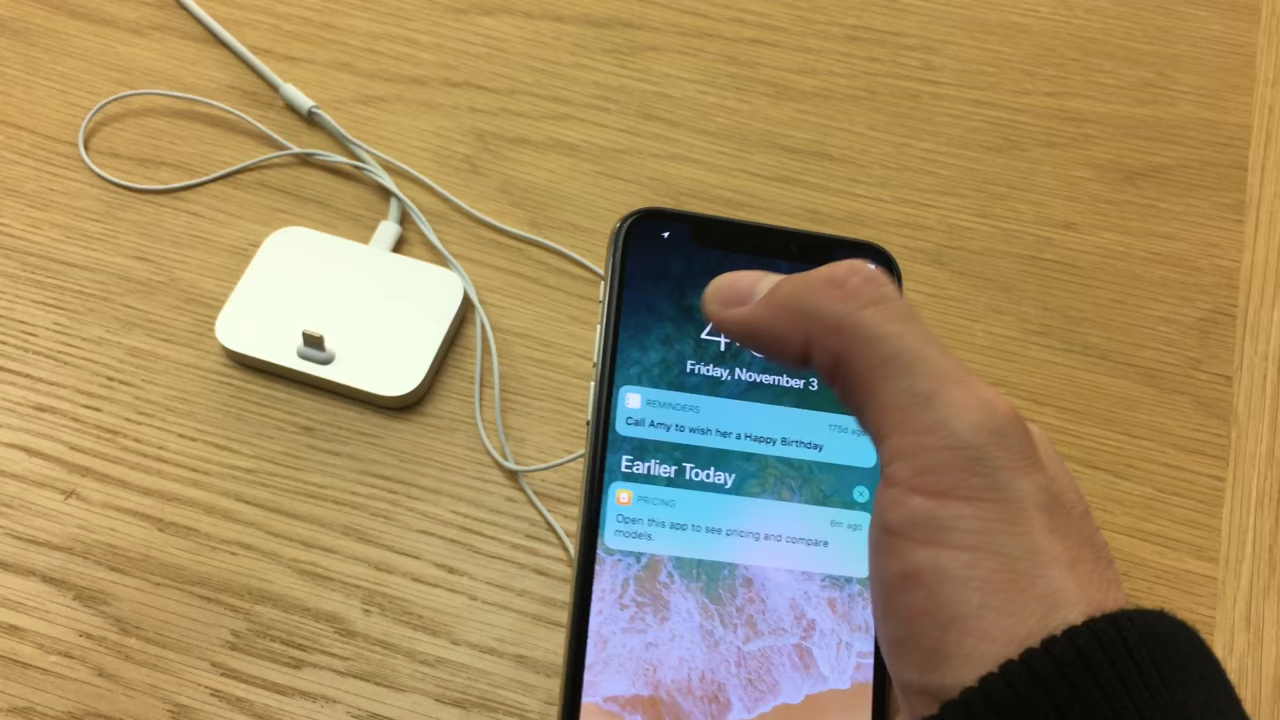 Friday, November 3
REMINDERS
175d ago
Call Amy to wish her a Happy Birthday
Earlier Today
PRICING
6m ago
Open this app to see pricing and compare
models.